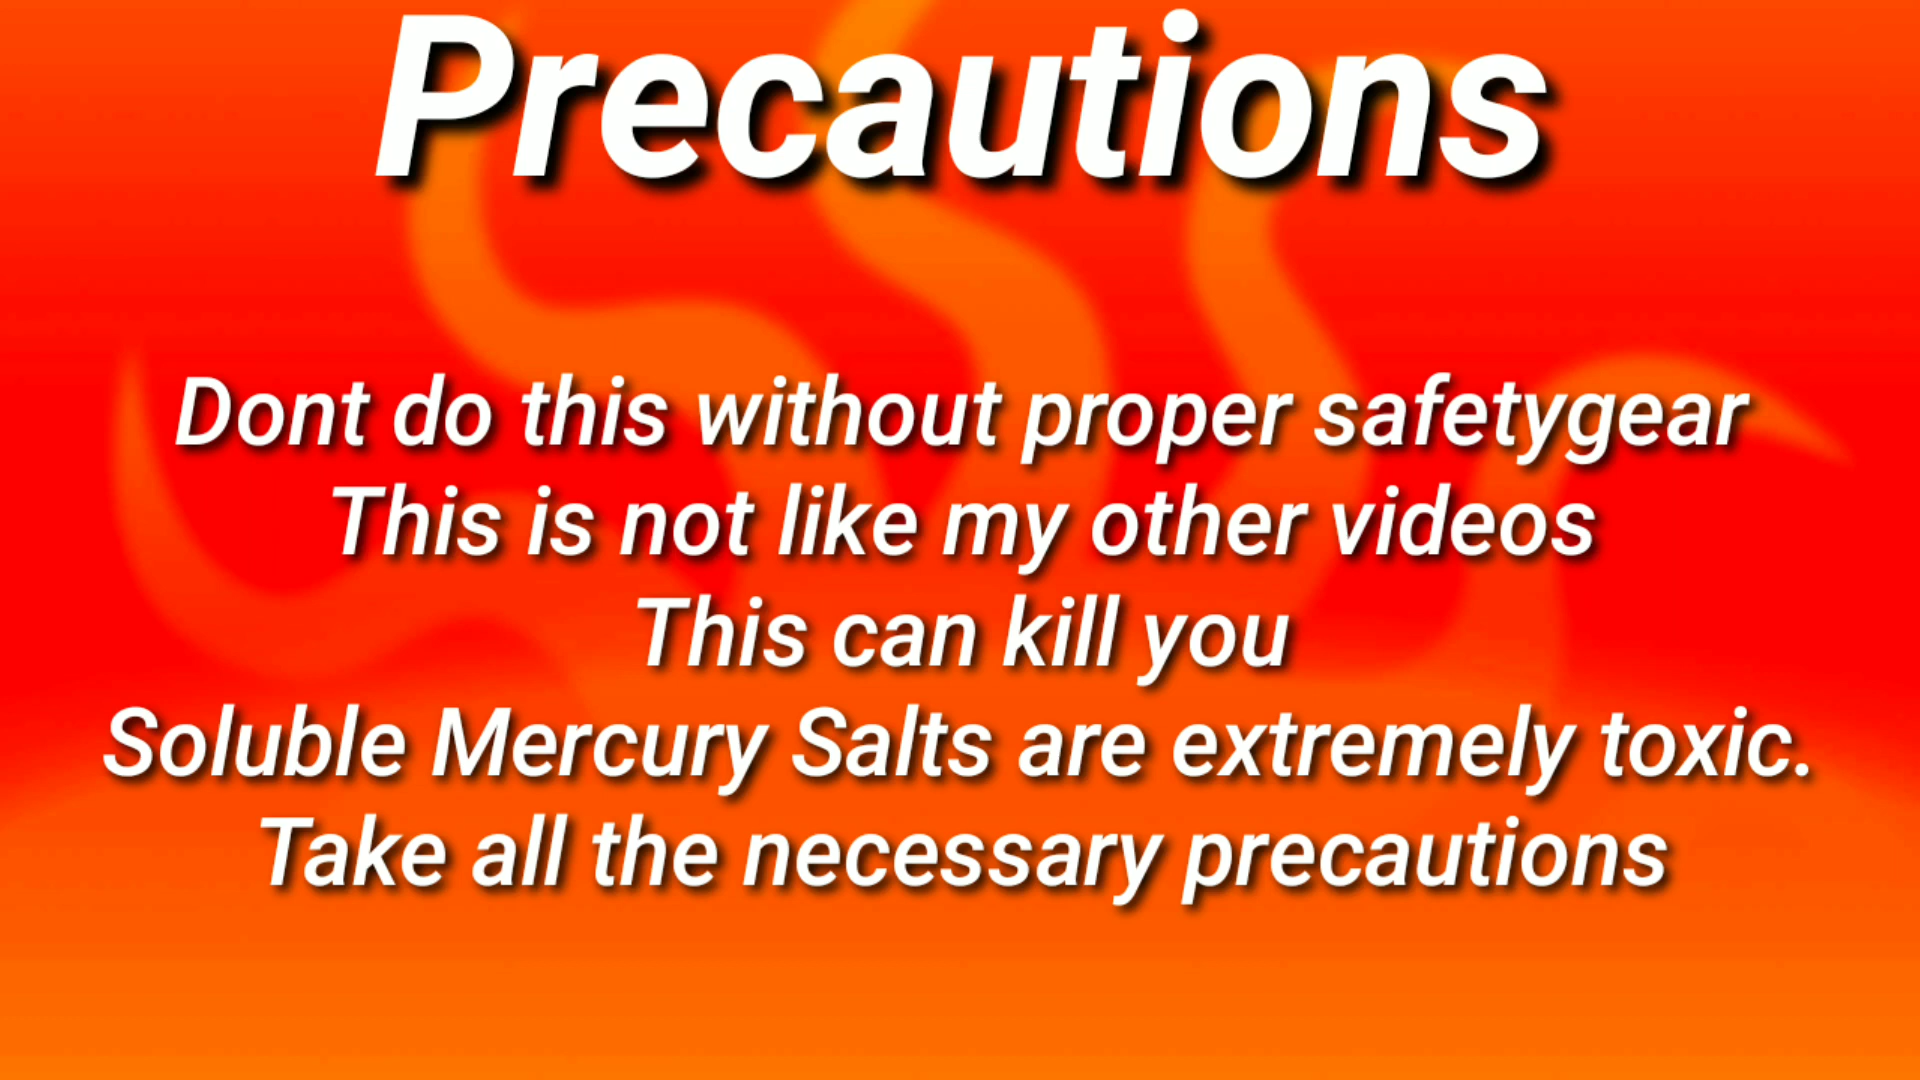 Precautions
Dont do this without proper safetygear
This is not like my other videos
This can kill you
Soluble Mercury Salts are extremely toxic.
Take all the necessary precautions